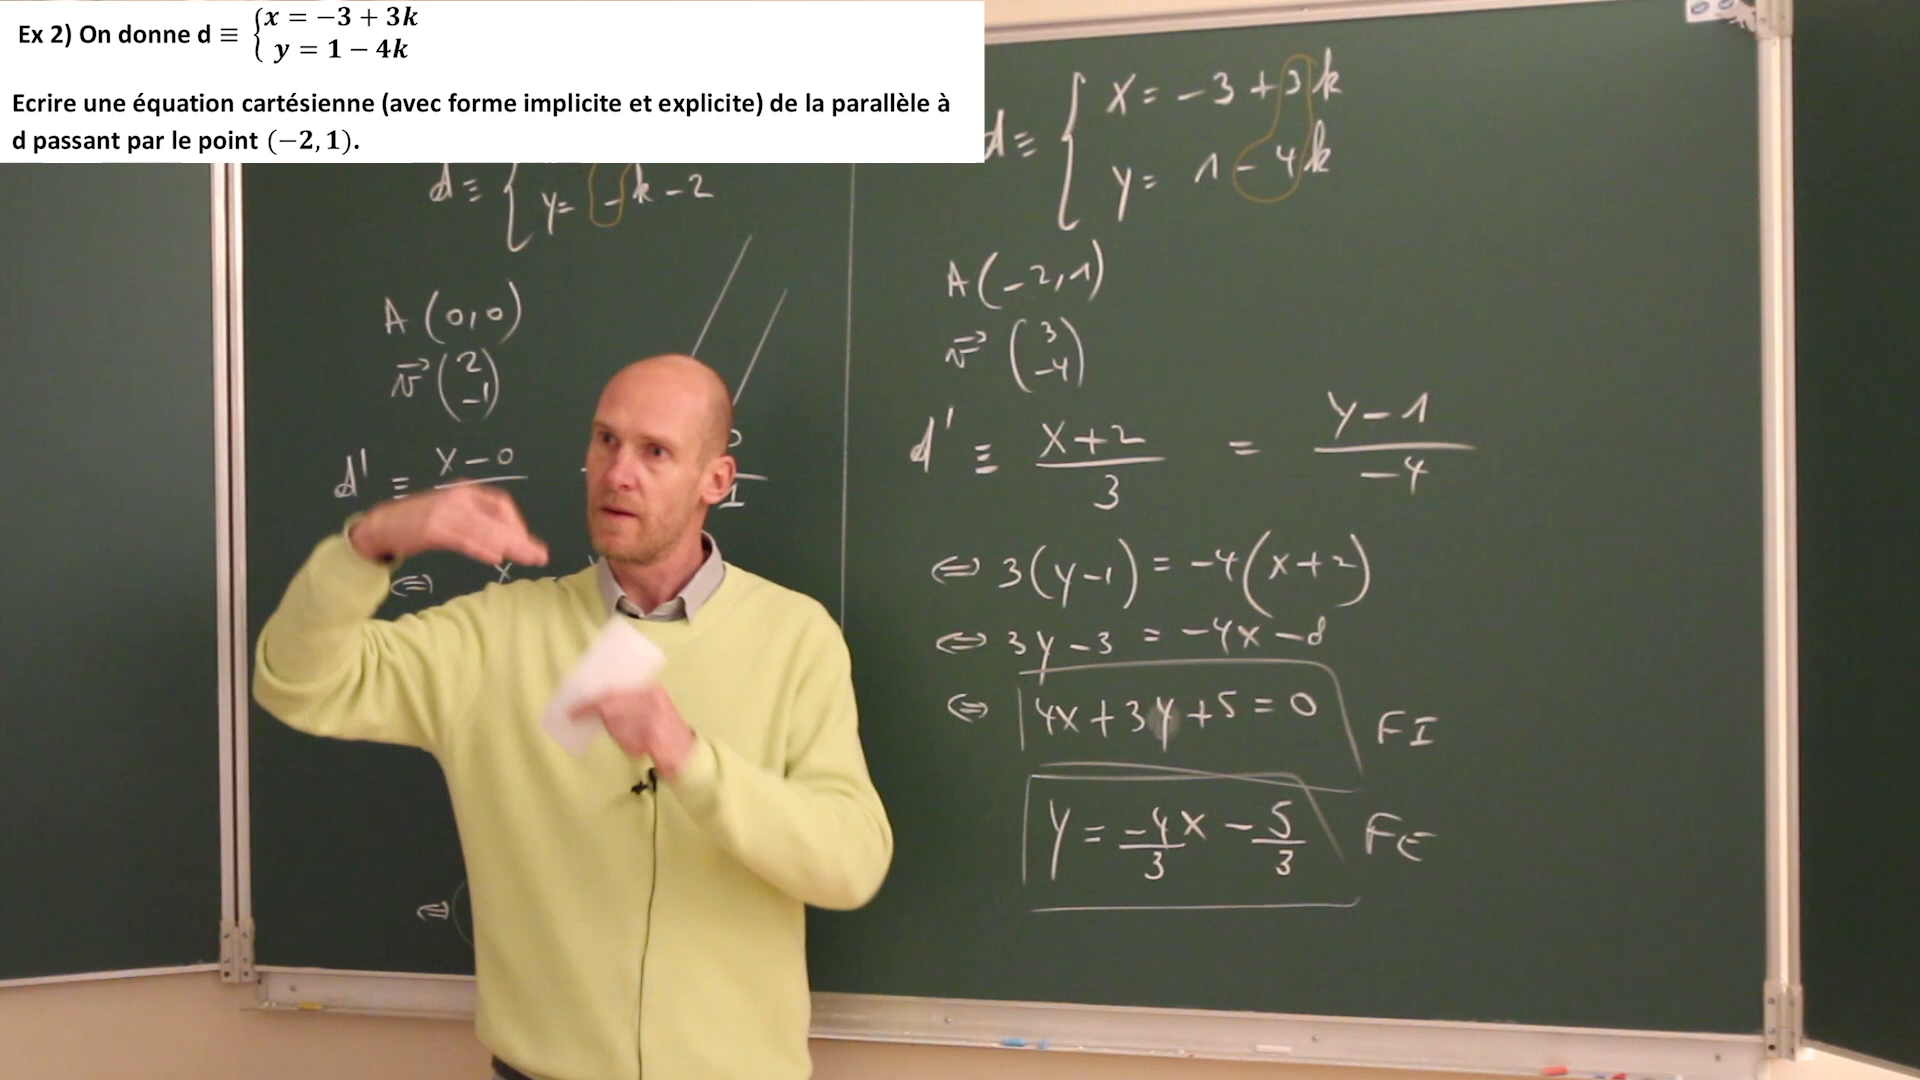 Ex 2) On donne d ≡ { x = −3 + 3k
y = 1 − 4k
Ecrire une équation cartésienne (avec forme implicite et explicite) de la parallèle à
d passant par le point (−2, 1).
d ≡ {
y = -k - 2
A (0,0)
v⃗ (2
-1)
d' ≡ x-0
⇔ x
⇔
d ≡ { x = -3 + 3k
y = 1 - 4k
A (-2,1)
v⃗ (3
-4)
d' ≡ x+2/3 = y-1/-4
⇔ 3(y-1) = -4(x+2)
⇔ 3y-3 = -4x-8
⇔ 4x+3y+5=0 FI
y = -4/3 x - 5/3 FE